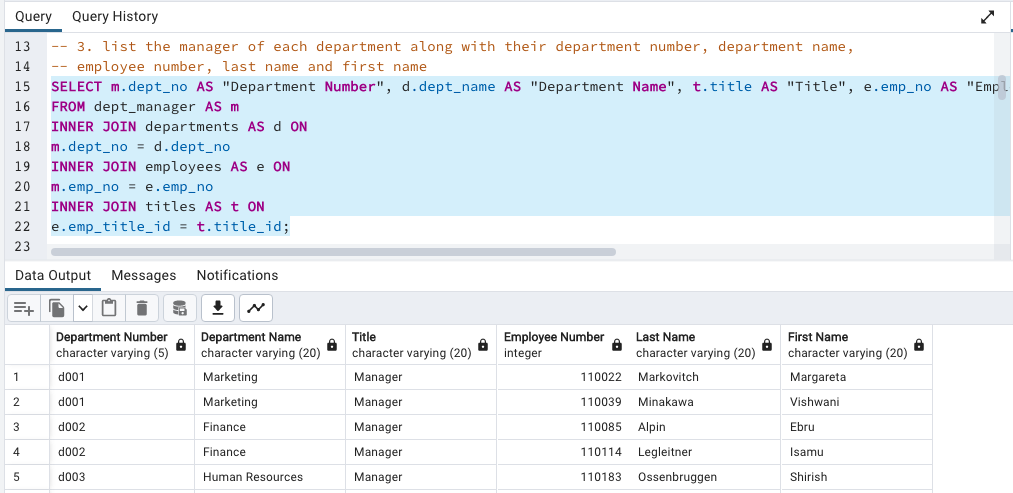 Query Query History
13 -- 3. list the manager of each department along with their department number, department name,
14 -- employee number, last name and first name
15 SELECT m.dept_no AS "Department Number", d.dept_name AS "Department Name", t.title AS "Title", e.emp_no AS "Empl
16 FROM dept_manager AS m
17 INNER JOIN departments AS d ON
18 m.dept_no = d.dept_no
19 INNER JOIN employees AS e ON
20 m.emp_no = e.emp_no
21 INNER JOIN titles AS t ON
22 e.emp_title_id = t.title_id;
23
Data Output Messages Notifications
Department Number Department Name Title Employee Number Last Name First Name
character varying (5) character varying (20) character varying (20) integer character varying (20) character varying (20)
1 d001 Marketing Manager 110022 Markovitch Margareta
2 d001 Marketing Manager 110039 Minakawa Vishwani
3 d002 Finance Manager 110085 Alpin Ebru
4 d002 Finance Manager 110114 Legleitner Isamu
5 d003 Human Resources Manager 110183 Ossenbruggen Shirish